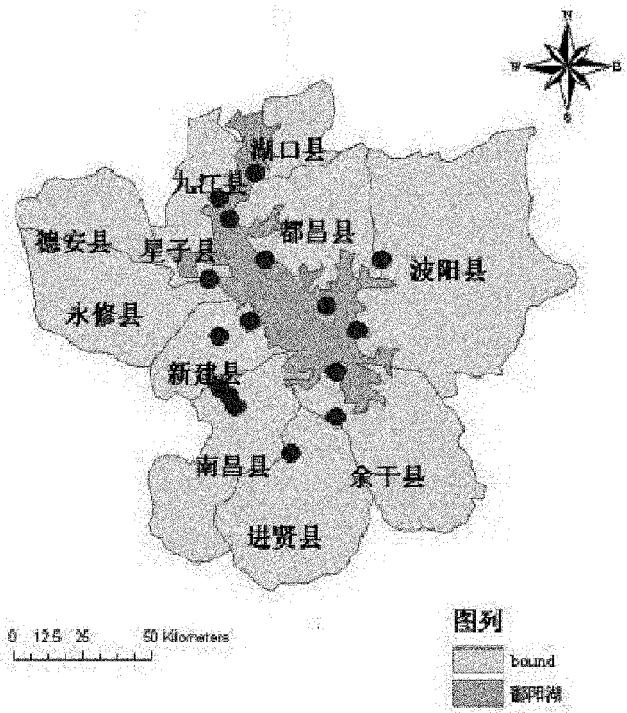 N
W E
S
湖口县
九江县
都昌县
德安县
星子县
波阳县
永修县
新建县
南昌县
余干县
进贤县
0 12.5 25 50 Kilometers
图列
bound
鄱阳湖